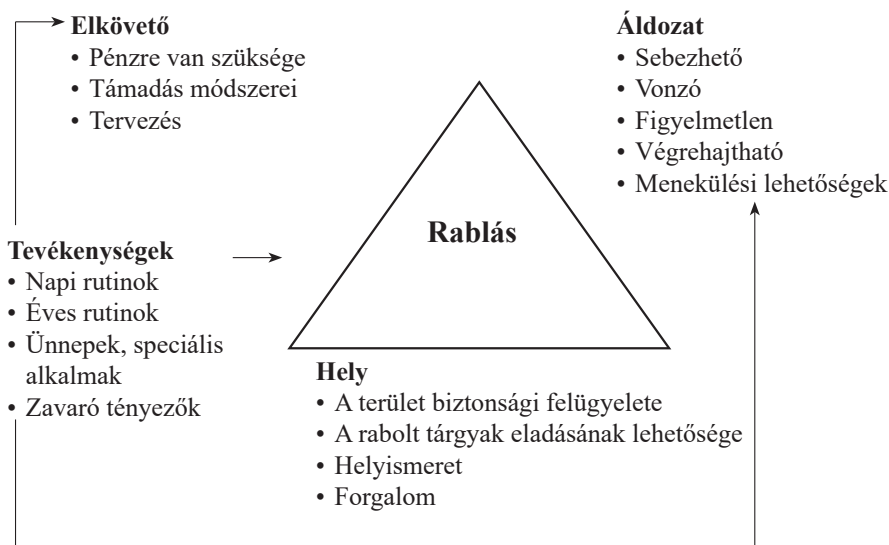 Elkövető
• Pénzre van szüksége
• Támadás módszerei
• Tervezés
Áldozat
• Sebezhető
• Vonzó
• Figyelmetlen
• Végrehajtható
• Menekülési lehetőségek
Rablás
Tevékenységek
• Napi rutinok
• Éves rutinok
• Ünnepek, speciális
alkalmak
• Zavaró tényezők
Hely
• A terület biztonsági felügyelete
• A rabolt tárgyak eladásának lehetősége
• Helyismeret
• Forgalom